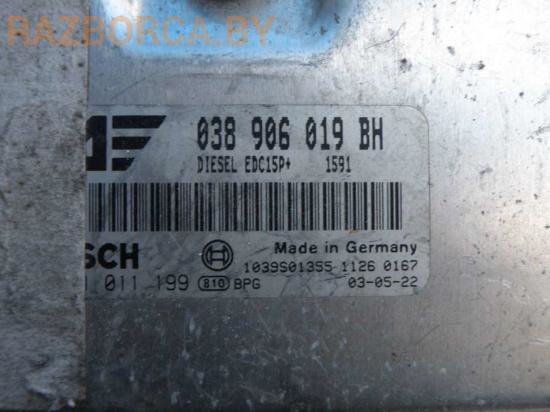 RAZBORCA.BY
038 906 019 BH
DIESEL EDC15P+ 1591
SCH
Made in Germany
1039S01355 1126 0167
011 199 810 BPG 03-05-22